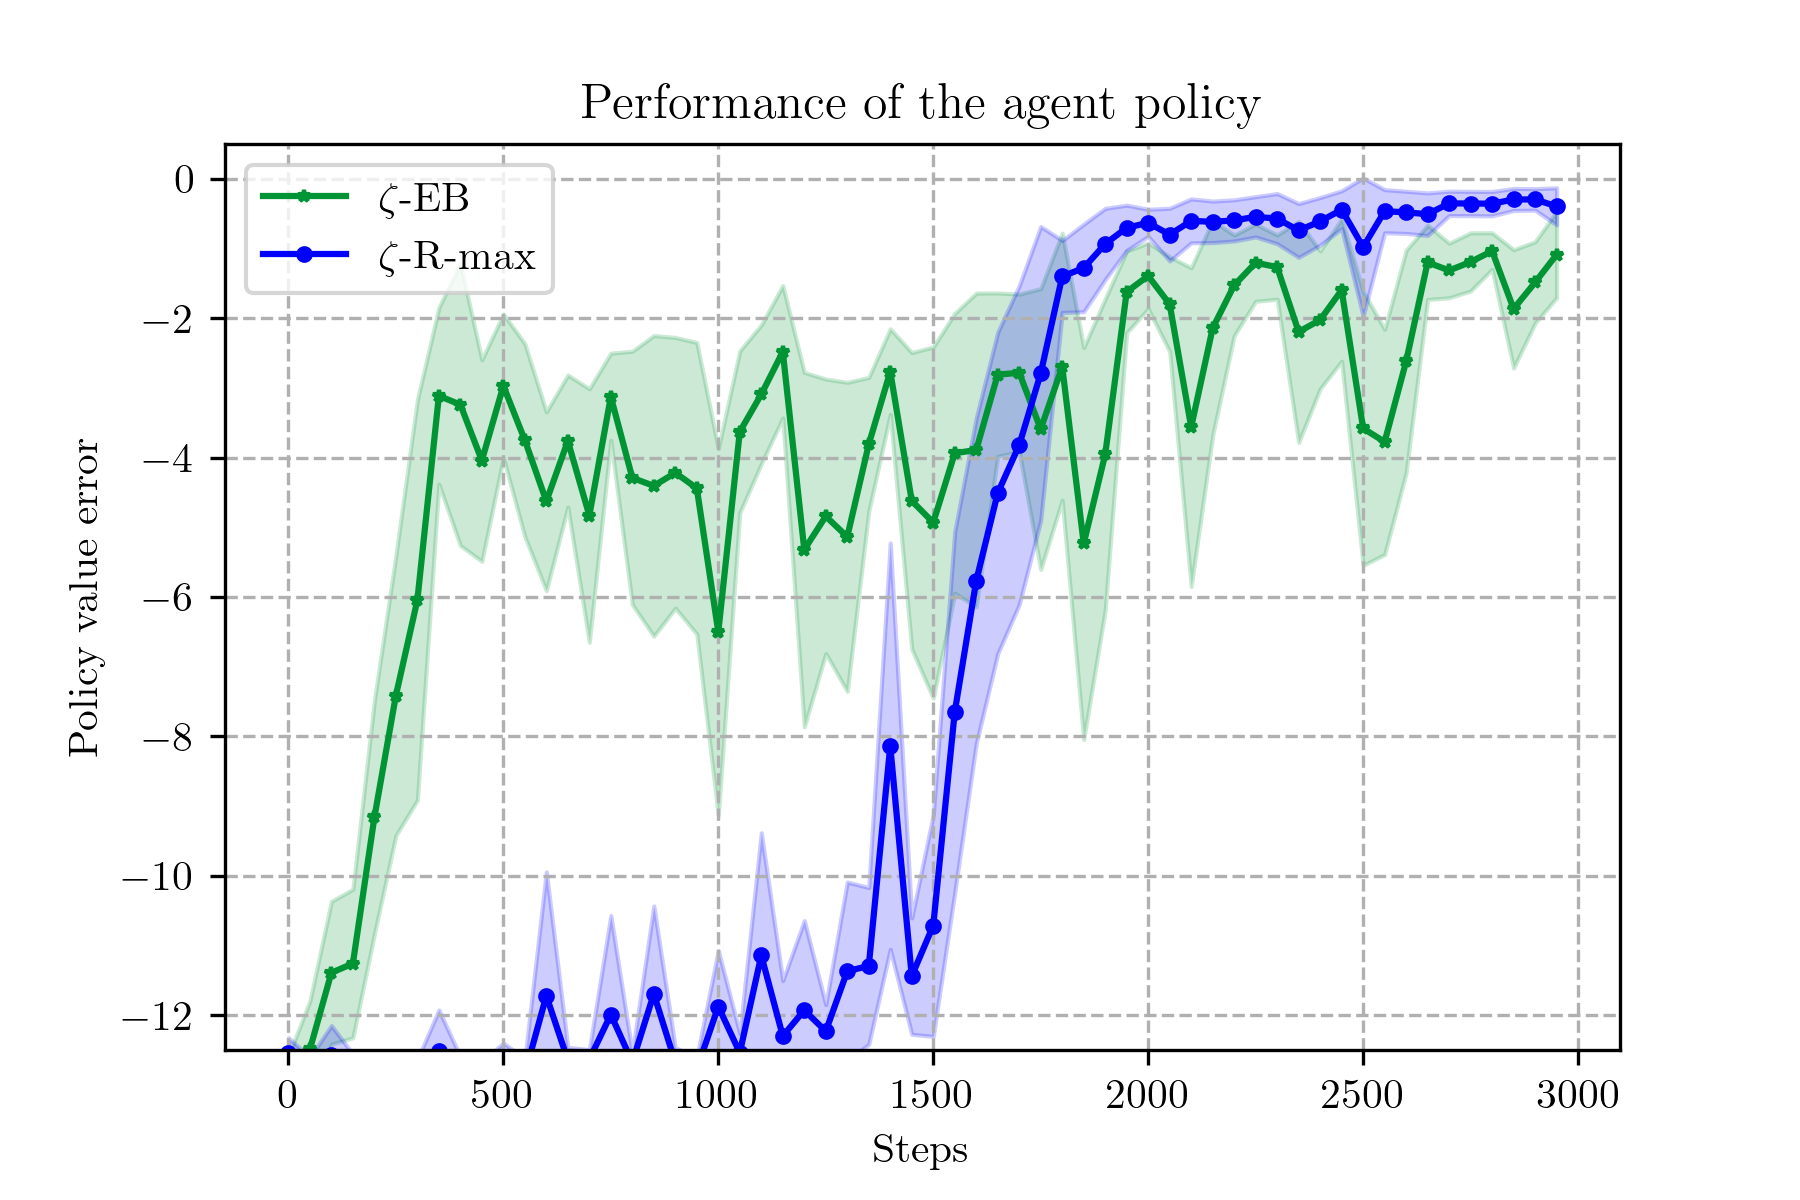 Performance of the agent policy
ζ-EB
ζ-R-max
Policy value error
0
−2
−4
−6
−8
−10
−12
0 500 1000 1500 2000 2500 3000
Steps